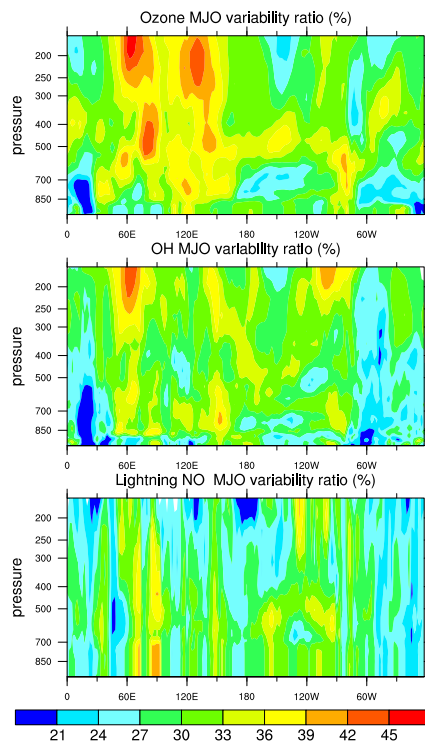 Ozone MJO variability ratio (%)
pressure
200
250
300
400
500
700
850
0 60E 120E 180 120W 60W
OH MJO variability ratio (%)
pressure
200
250
300
400
500
700
850
0 60E 120E 180 120W 60W
Lightning NO MJO variability ratio (%)
pressure
200
250
300
400
500
700
850
0 60E 120E 180 120W 60W
21 24 27 30 33 36 39 42 45